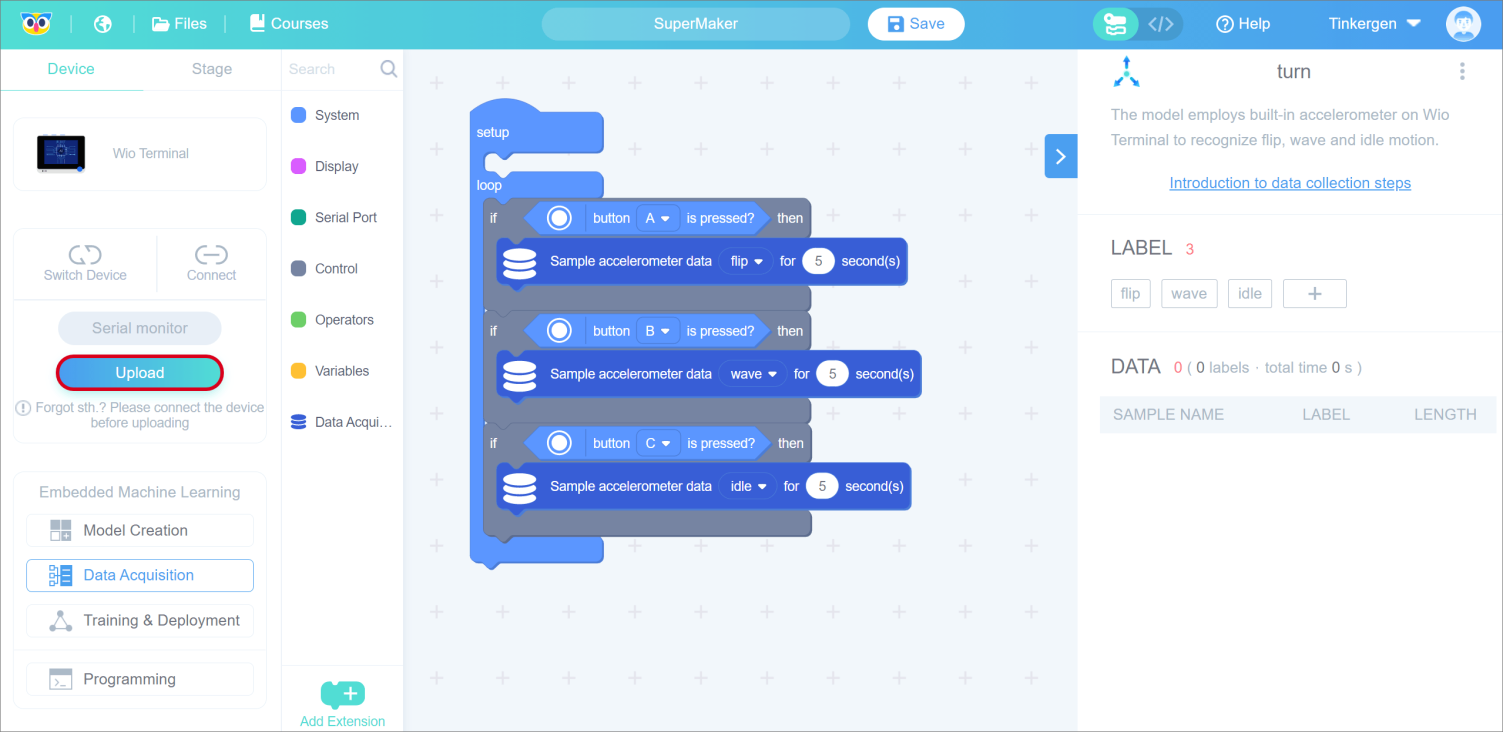 Files
Courses
SuperMaker
Save
</>
Help
Tinkergen
Device
Stage
Search
Wio Terminal
Switch Device
Connect
Serial monitor
Upload
Forgot sth.? Please connect the device
before uploading
Embedded Machine Learning
Model Creation
Data Acquisition
Training & Deployment
Programming
System
Display
Serial Port
Control
Operators
Variables
Data Acqui...
Add Extension
setup
loop
if button A is pressed? then
Sample accelerometer data flip for 5 second(s)
if button B is pressed? then
Sample accelerometer data wave for 5 second(s)
if button C is pressed? then
Sample accelerometer data idle for 5 second(s)
turn
The model employs built-in accelerometer on Wio
Terminal to recognize flip, wave and idle motion.
Introduction to data collection steps
LABEL 3
flip wave idle +
DATA 0 ( 0 labels · total time 0 s )
SAMPLE NAME LABEL LENGTH